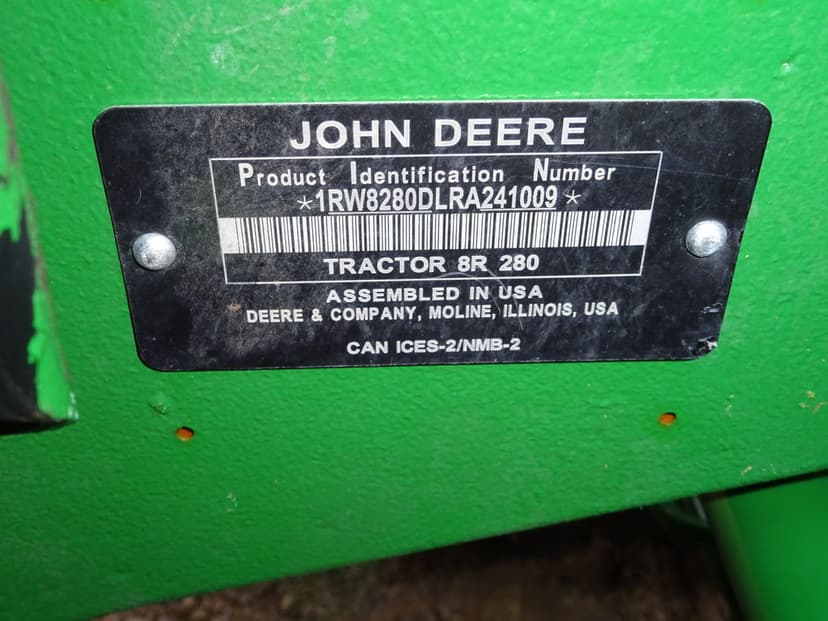 JOHN DEERE
Product Identification Number
*1RW8280DLRA241009*
TRACTOR 8R 280
ASSEMBLED IN USA
DEERE & COMPANY, MOLINE, ILLINOIS, USA
CAN ICES-2/NMB-2